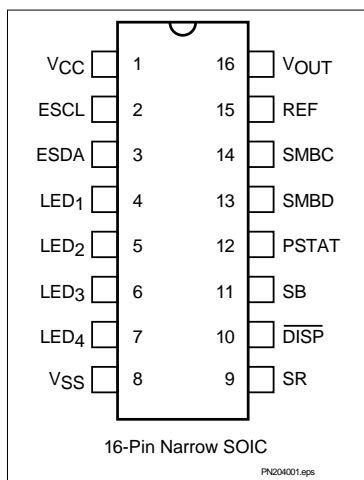 VCC 1 16 VOUT
ESCL 2 15 REF
ESDA 3 14 SMBC
LED1 4 13 SMBD
LED2 5 12 PSTAT
LED3 6 11 SB
LED4 7 10 DISP
VSS 8 9 SR
16-Pin Narrow SOIC
PN204001.eps